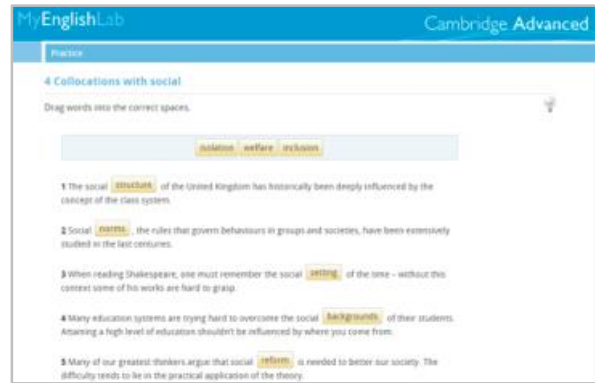 MyEnglishLab
Cambridge Advanced
Practice
4 Collocations with social
Drag words into the correct spaces.
isolation welfare inclusion
1 The social structure of the United Kingdom has historically been deeply influenced by the
concept of the class system.
2 Social norms, the rules that govern behaviours in groups and societies, have been extensively
studied in the last centuries.
3 When reading Shakespeare, one must remember the social setting of the time – without this
context some of his works are hard to grasp.
4 Many education systems are trying hard to overcome the social backgrounds of their students.
Attaining a high level of education shouldn't be influenced by where you come from.
5 Many of our greatest thinkers argue that social reform is needed to better our society. The
difficulty tends to lie in the practical application of the theory.